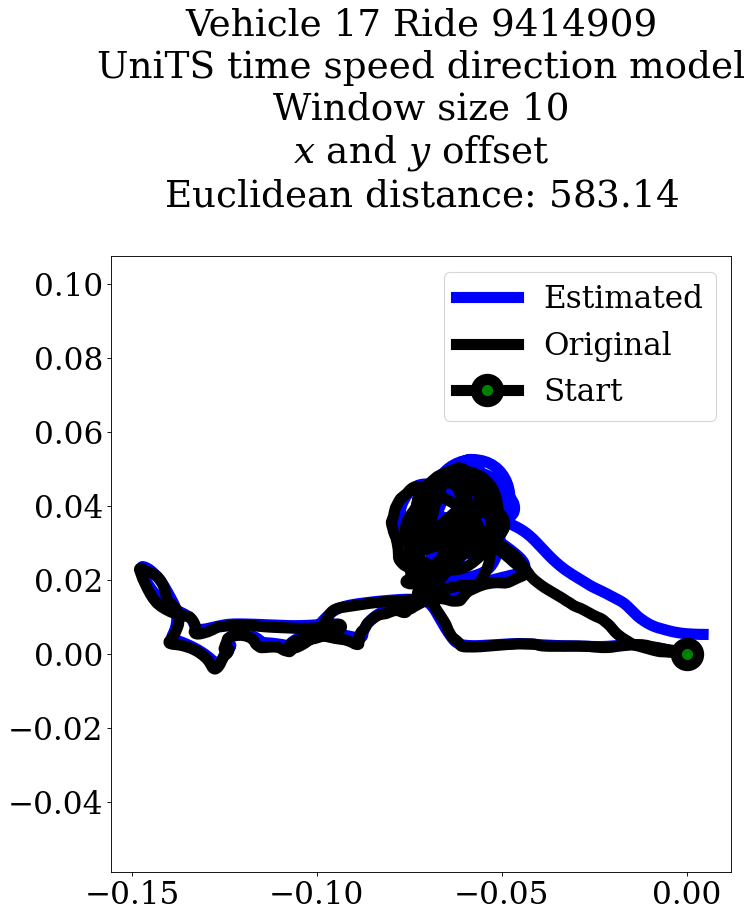 Vehicle 17 Ride 9414909
UniTS time speed direction model
Window size 10
x and y offset
Euclidean distance: 583.14
Estimated
Original
Start
0.10
0.08
0.06
0.04
0.02
0.00
−0.02
−0.04
−0.15 −0.10 −0.05 0.00